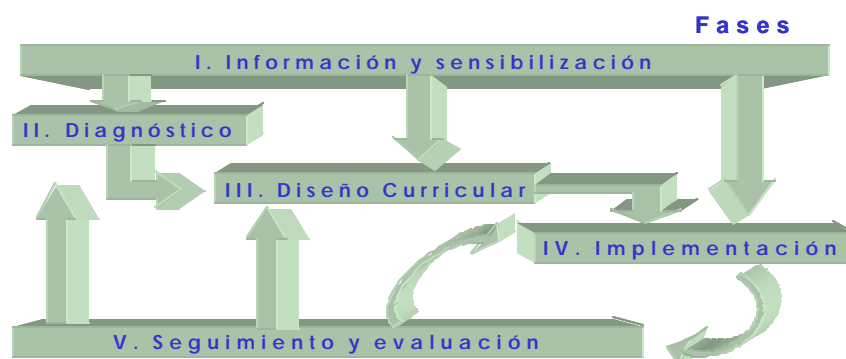 Fases
I. Información y sensibilización
II. Diagnóstico
III. Diseño Curricular
IV. Implementación
V. Seguimiento y evaluación